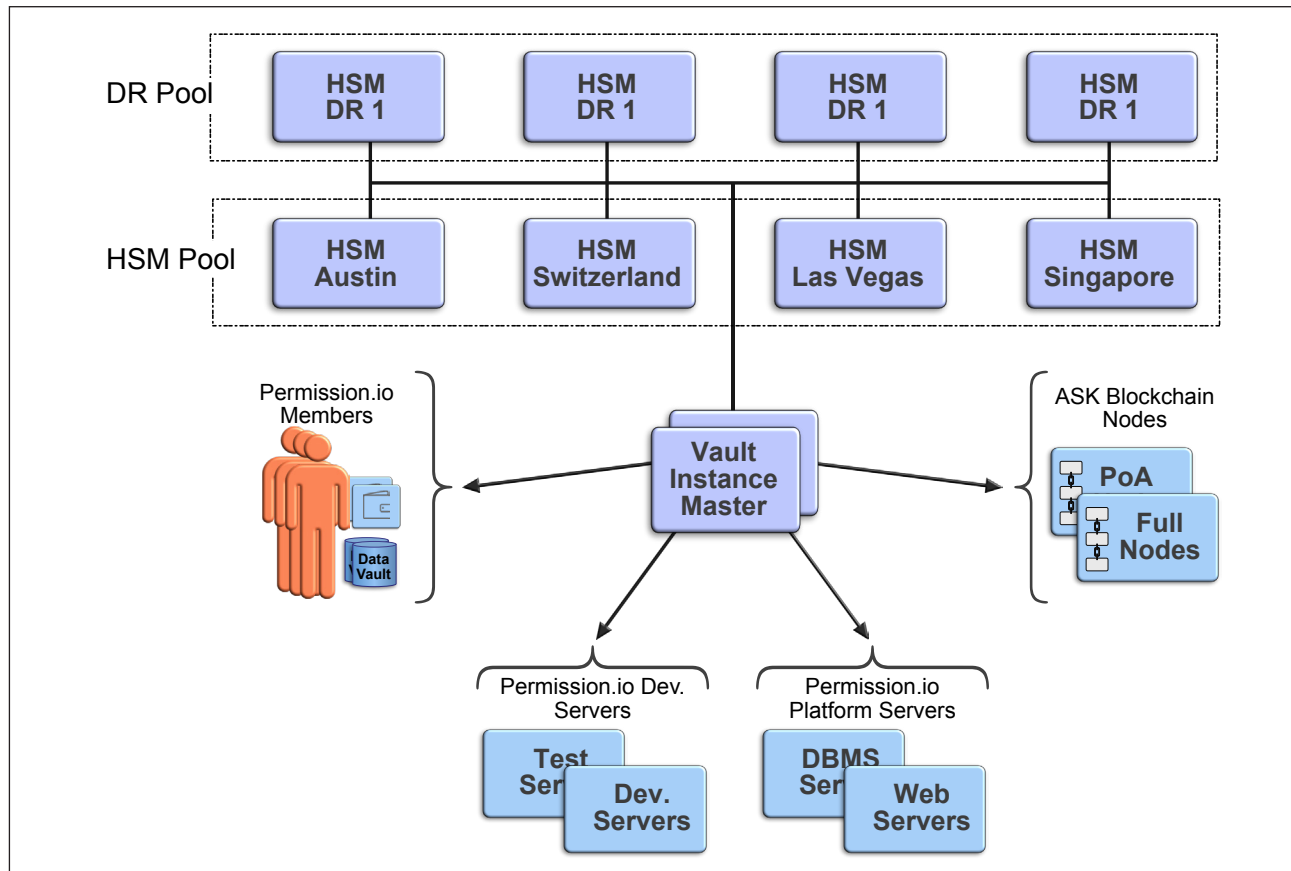 DR Pool
HSM
DR 1
HSM
DR 1
HSM
DR 1
HSM
DR 1
HSM Pool
HSM
Austin
HSM
Switzerland
HSM
Las Vegas
HSM
Singapore
Permission.io
Members
Data
Vault
Vault
Instance
Master
ASK Blockchain
Nodes
PoA
Full
Nodes
Permission.io Dev.
Servers
Test
Dev.
Servers
Permission.io
Platform Servers
DBMS
Web
Servers